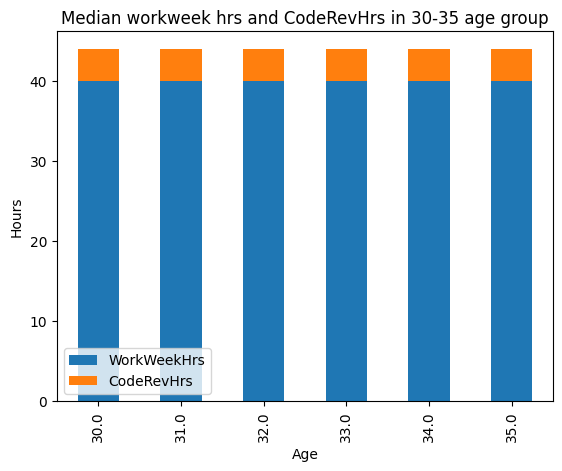 Median workweek hrs and CodeRevHrs in 30-35 age group
Hours
40
30
20
10
0
WorkWeekHrs
CodeRevHrs
30.0
31.0
32.0
33.0
34.0
35.0
Age